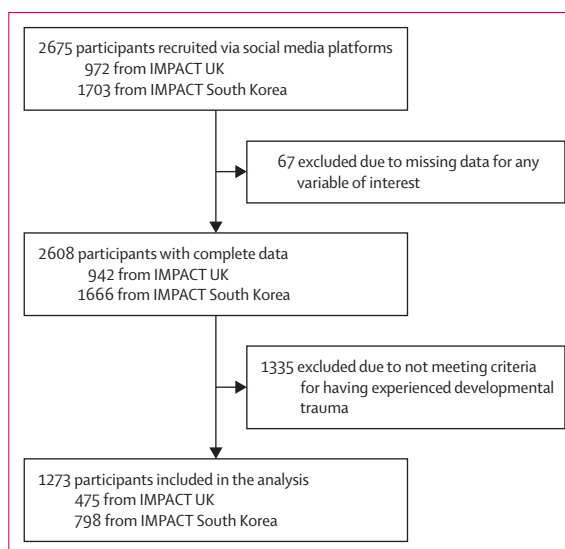 2675 participants recruited via social media platforms
972 from IMPACT UK
1703 from IMPACT South Korea
67 excluded due to missing data for any
variable of interest
2608 participants with complete data
942 from IMPACT UK
1666 from IMPACT South Korea
1335 excluded due to not meeting criteria
for having experienced developmental
trauma
1273 participants included in the analysis
475 from IMPACT UK
798 from IMPACT South Korea